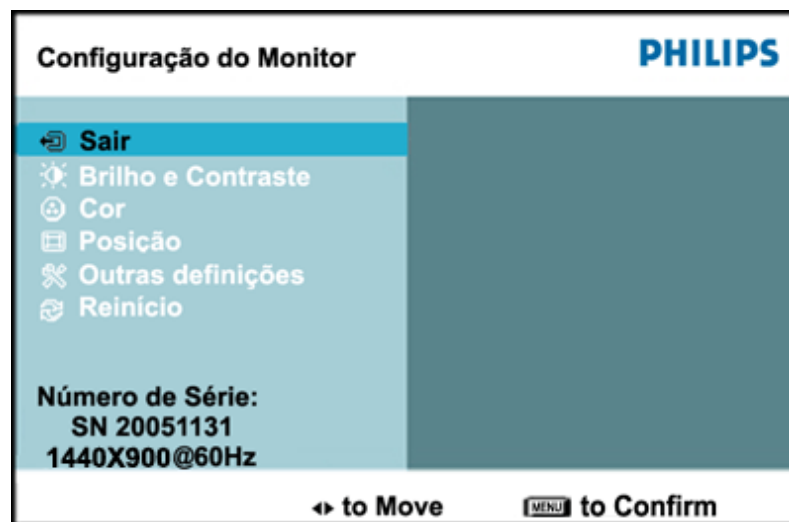 Configuração do Monitor PHILIPS
Sair
Brilho e Contraste
Cor
Posição
Outras definições
Reinício
Número de Série:
SN 20051131
1440X900@60Hz
to Move MENU to Confirm